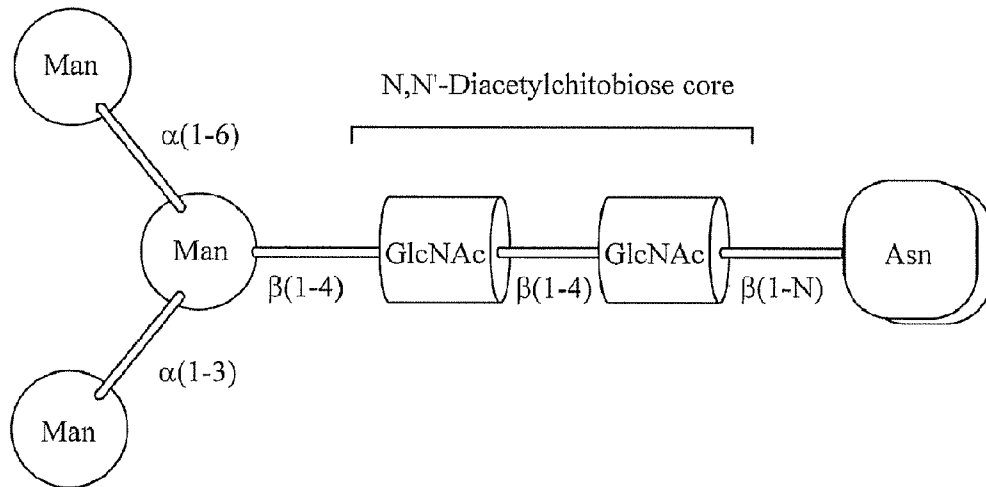 Man
N,N'-Diacetylchitobiose core
α(1-6)
Man
GlcNAc
GlcNAc
Asn
β(1-4)
β(1-4)
β(1-N)
α(1-3)
Man